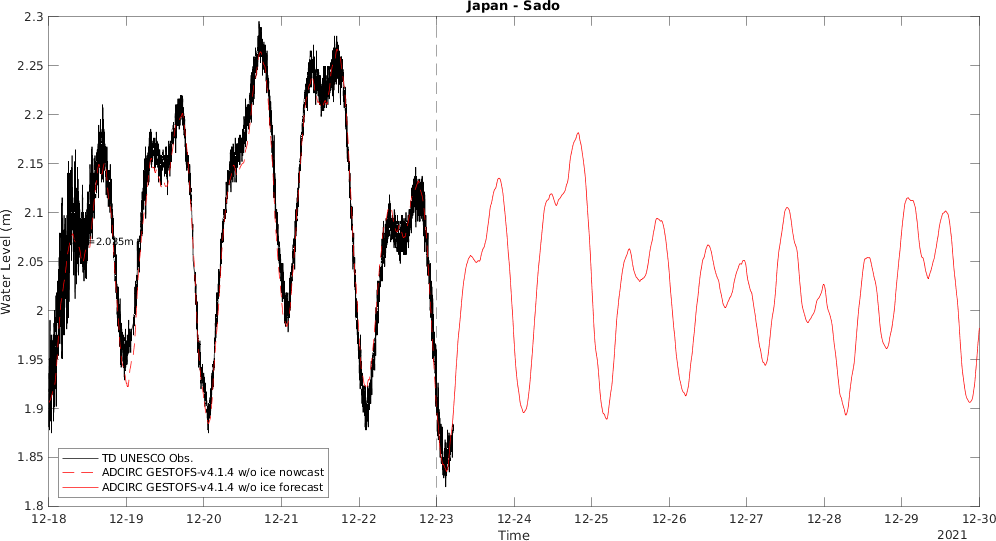 Japan - Sado
2.3
2.25
2.2
2.15
2.1
2.05
2
1.95
1.9
1.85
1.8
Water Level (m)
TD UNESCO Obs.
ADCIRC GESTOFS-v4.1.4 w/o ice nowcast
ADCIRC GESTOFS-v4.1.4 w/o ice forecast
12-18 12-19 12-20 12-21 12-22 12-23 12-24 12-25 12-26 12-27 12-28 12-29 12-30
Time
2021